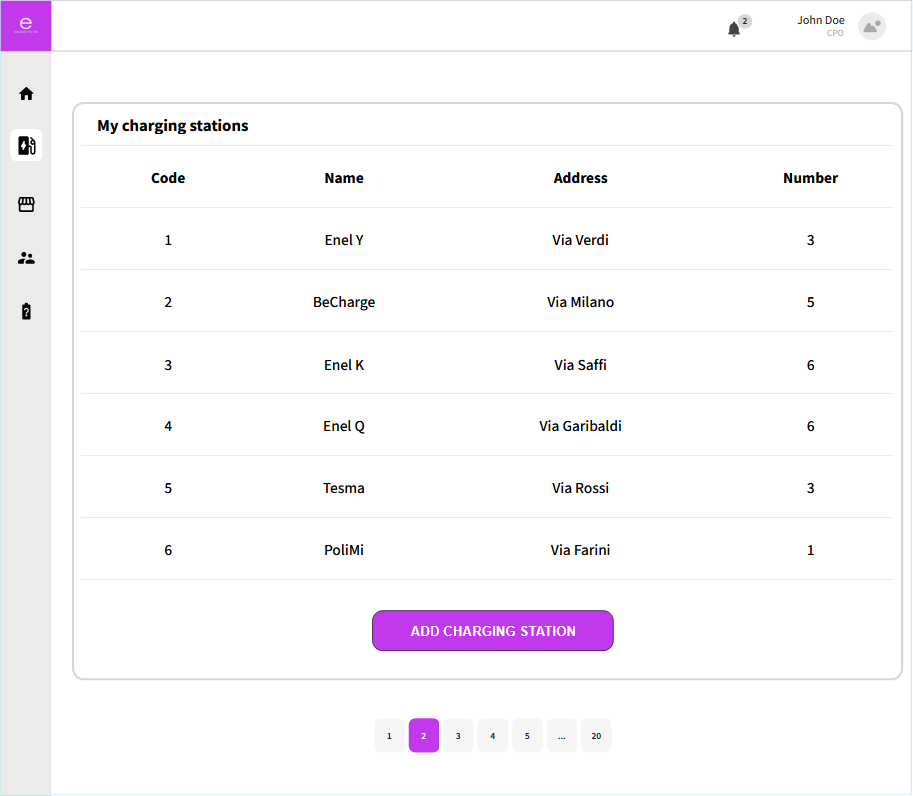 e
2
John Doe
CPO
My charging stations
Code Name Address Number
1 Enel Y Via Verdi 3
2 BeCharge Via Milano 5
3 Enel K Via Saffi 6
4 Enel Q Via Garibaldi 6
5 Tesma Via Rossi 3
6 PoliMi Via Farini 1
ADD CHARGING STATION
1 2 3 4 5 ... 20
?